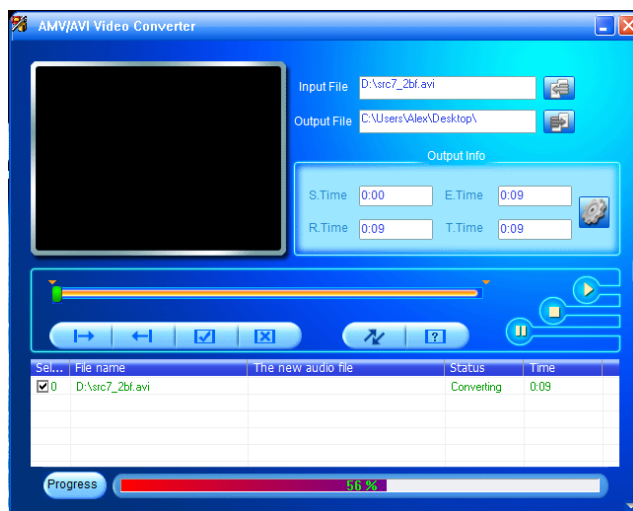 AMV/AVI Video Converter
Input File D:\src7_2bf.avi
Output File C:\Users\Alex\Desktop\
Output Info
S.Time 0:00 E.Time 0:09
R.Time 0:09 T.Time 0:09
?
Sel... File name The new audio file Status Time
0 D:\src7_2bf.avi Converting 0:09
Progress 56 %